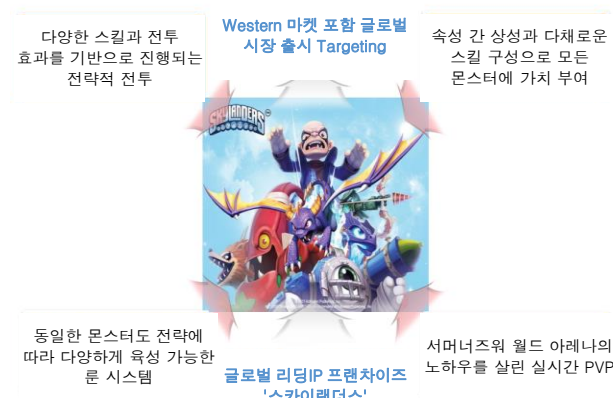 다양한 스킬과 전투
효과를 기반으로 진행되는
전략적 전투
Western 마켓 포함 글로벌
시장 출시 Targeting
속성 간 상성과 다채로운
스킬 구성으로 모든
몬스터에 가치 부여
SKYLANDERS
동일한 몬스터도 전략에
따라 다양하게 육성 가능한
룬 시스템
글로벌 리딩IP 프랜차이즈
'스카이랜더스'
서머너즈워 월드 아레나의
노하우를 살린 실시간 PVP